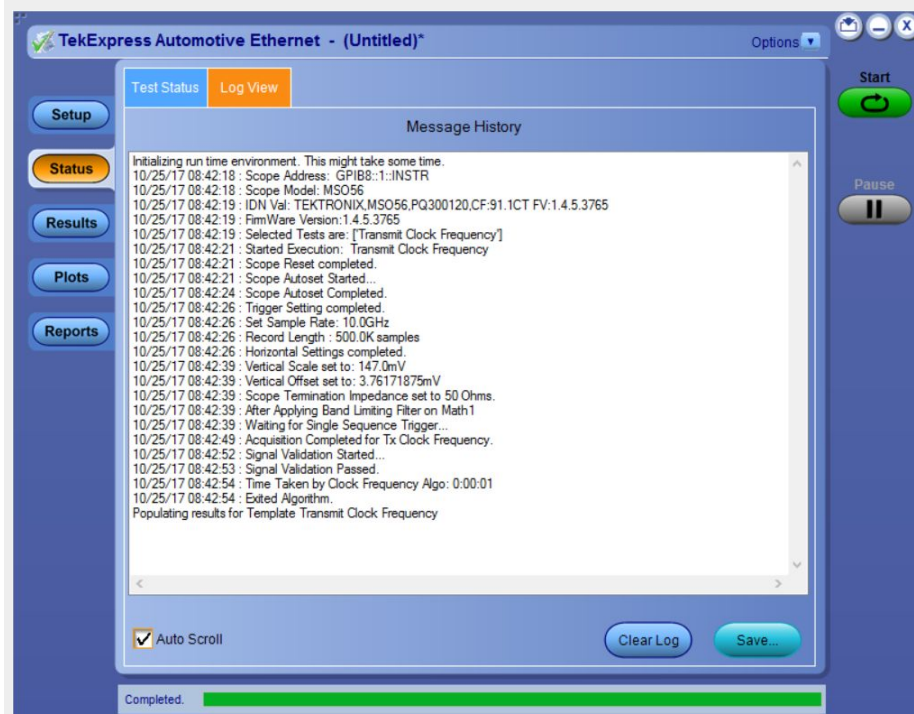 TekExpress Automotive Ethernet - (Untitled)*
Options
Start
Pause
Setup
Status
Results
Plots
Reports
Test Status
Log View
Message History
Initializing run time environment. This might take some time.
10/25/17 08:42:18 : Scope Address: GPIB8::1::INSTR
10/25/17 08:42:18 : Scope Model: MSO56
10/25/17 08:42:19 : IDN Val: TEKTRONIX,MSO56,PQ300120,CF:91.1CT FV:1.4.5.3765
10/25/17 08:42:19 : FirmWare Version:1.4.5.3765
10/25/17 08:42:19 : Selected Tests are: ['Transmit Clock Frequency']
10/25/17 08:42:21 : Started Execution: Transmit Clock Frequency
10/25/17 08:42:21 : Scope Reset completed.
10/25/17 08:42:21 : Scope Autoset Started...
10/25/17 08:42:24 : Scope Autoset Completed.
10/25/17 08:42:26 : Trigger Setting completed.
10/25/17 08:42:26 : Set Sample Rate: 10.0GHz
10/25/17 08:42:26 : Record Length : 500.0K samples
10/25/17 08:42:26 : Horizontal Settings completed.
10/25/17 08:42:39 : Vertical Scale set to: 147.0mV
10/25/17 08:42:39 : Vertical Offset set to: 3.76171875mV
10/25/17 08:42:39 : Scope Termination Impedance set to 50 Ohms.
10/25/17 08:42:39 : After Applying Band Limiting Filter on Math1
10/25/17 08:42:39 : Waiting for Single Sequence Trigger...
10/25/17 08:42:49 : Acquisition Completed for Tx Clock Frequency.
10/25/17 08:42:52 : Signal Validation Started...
10/25/17 08:42:53 : Signal Validation Passed.
10/25/17 08:42:54 : Time Taken by Clock Frequency Algo: 0:00:01
10/25/17 08:42:54 : Exited Algorithm.
Populating results for Template Transmit Clock Frequency
Auto Scroll
Clear Log
Save...
Completed.